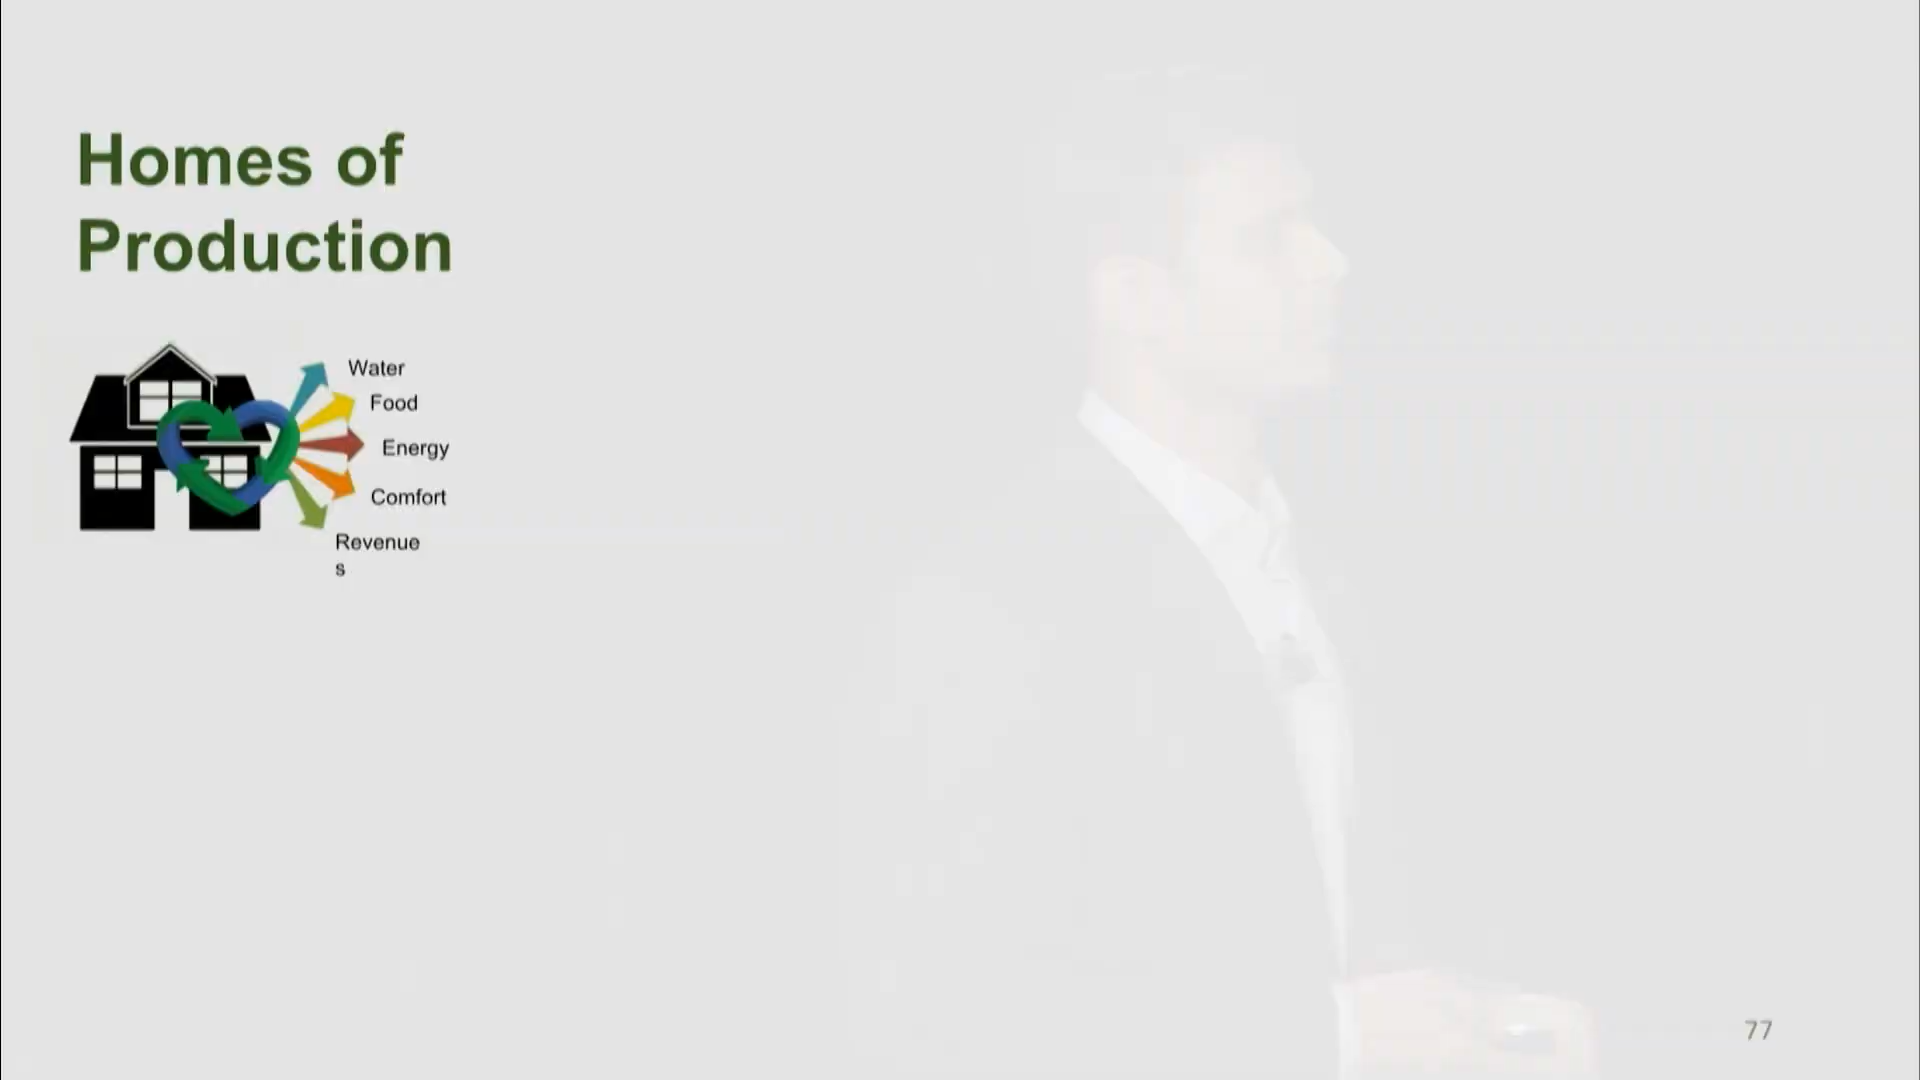 Homes of
Production
Water
Food
Energy
Comfort
Revenue
s
77